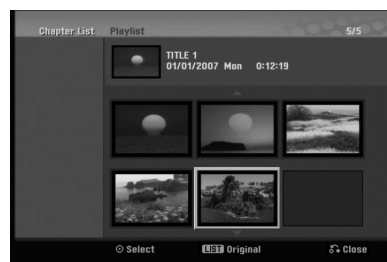 Chapter List Playlist 5/5
TITLE 1
01/01/2007 Mon 0:12:19
Select LIST Original Close